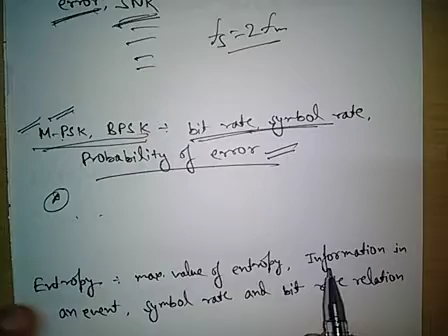 error, SNR
fs = 2fm
M-PSK, BPSK :- bit rate, symbol rate,
Probability of error
A
Entropy :- max. value of entropy, Information in
an event, symbol rate and bit rate relation